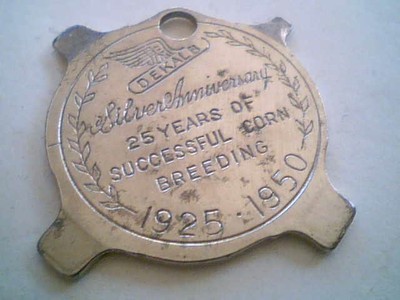 DEKALB
Silver Anniversary
25 YEARS OF
SUCCESSFUL CORN
BREEDING
1925 - 1950